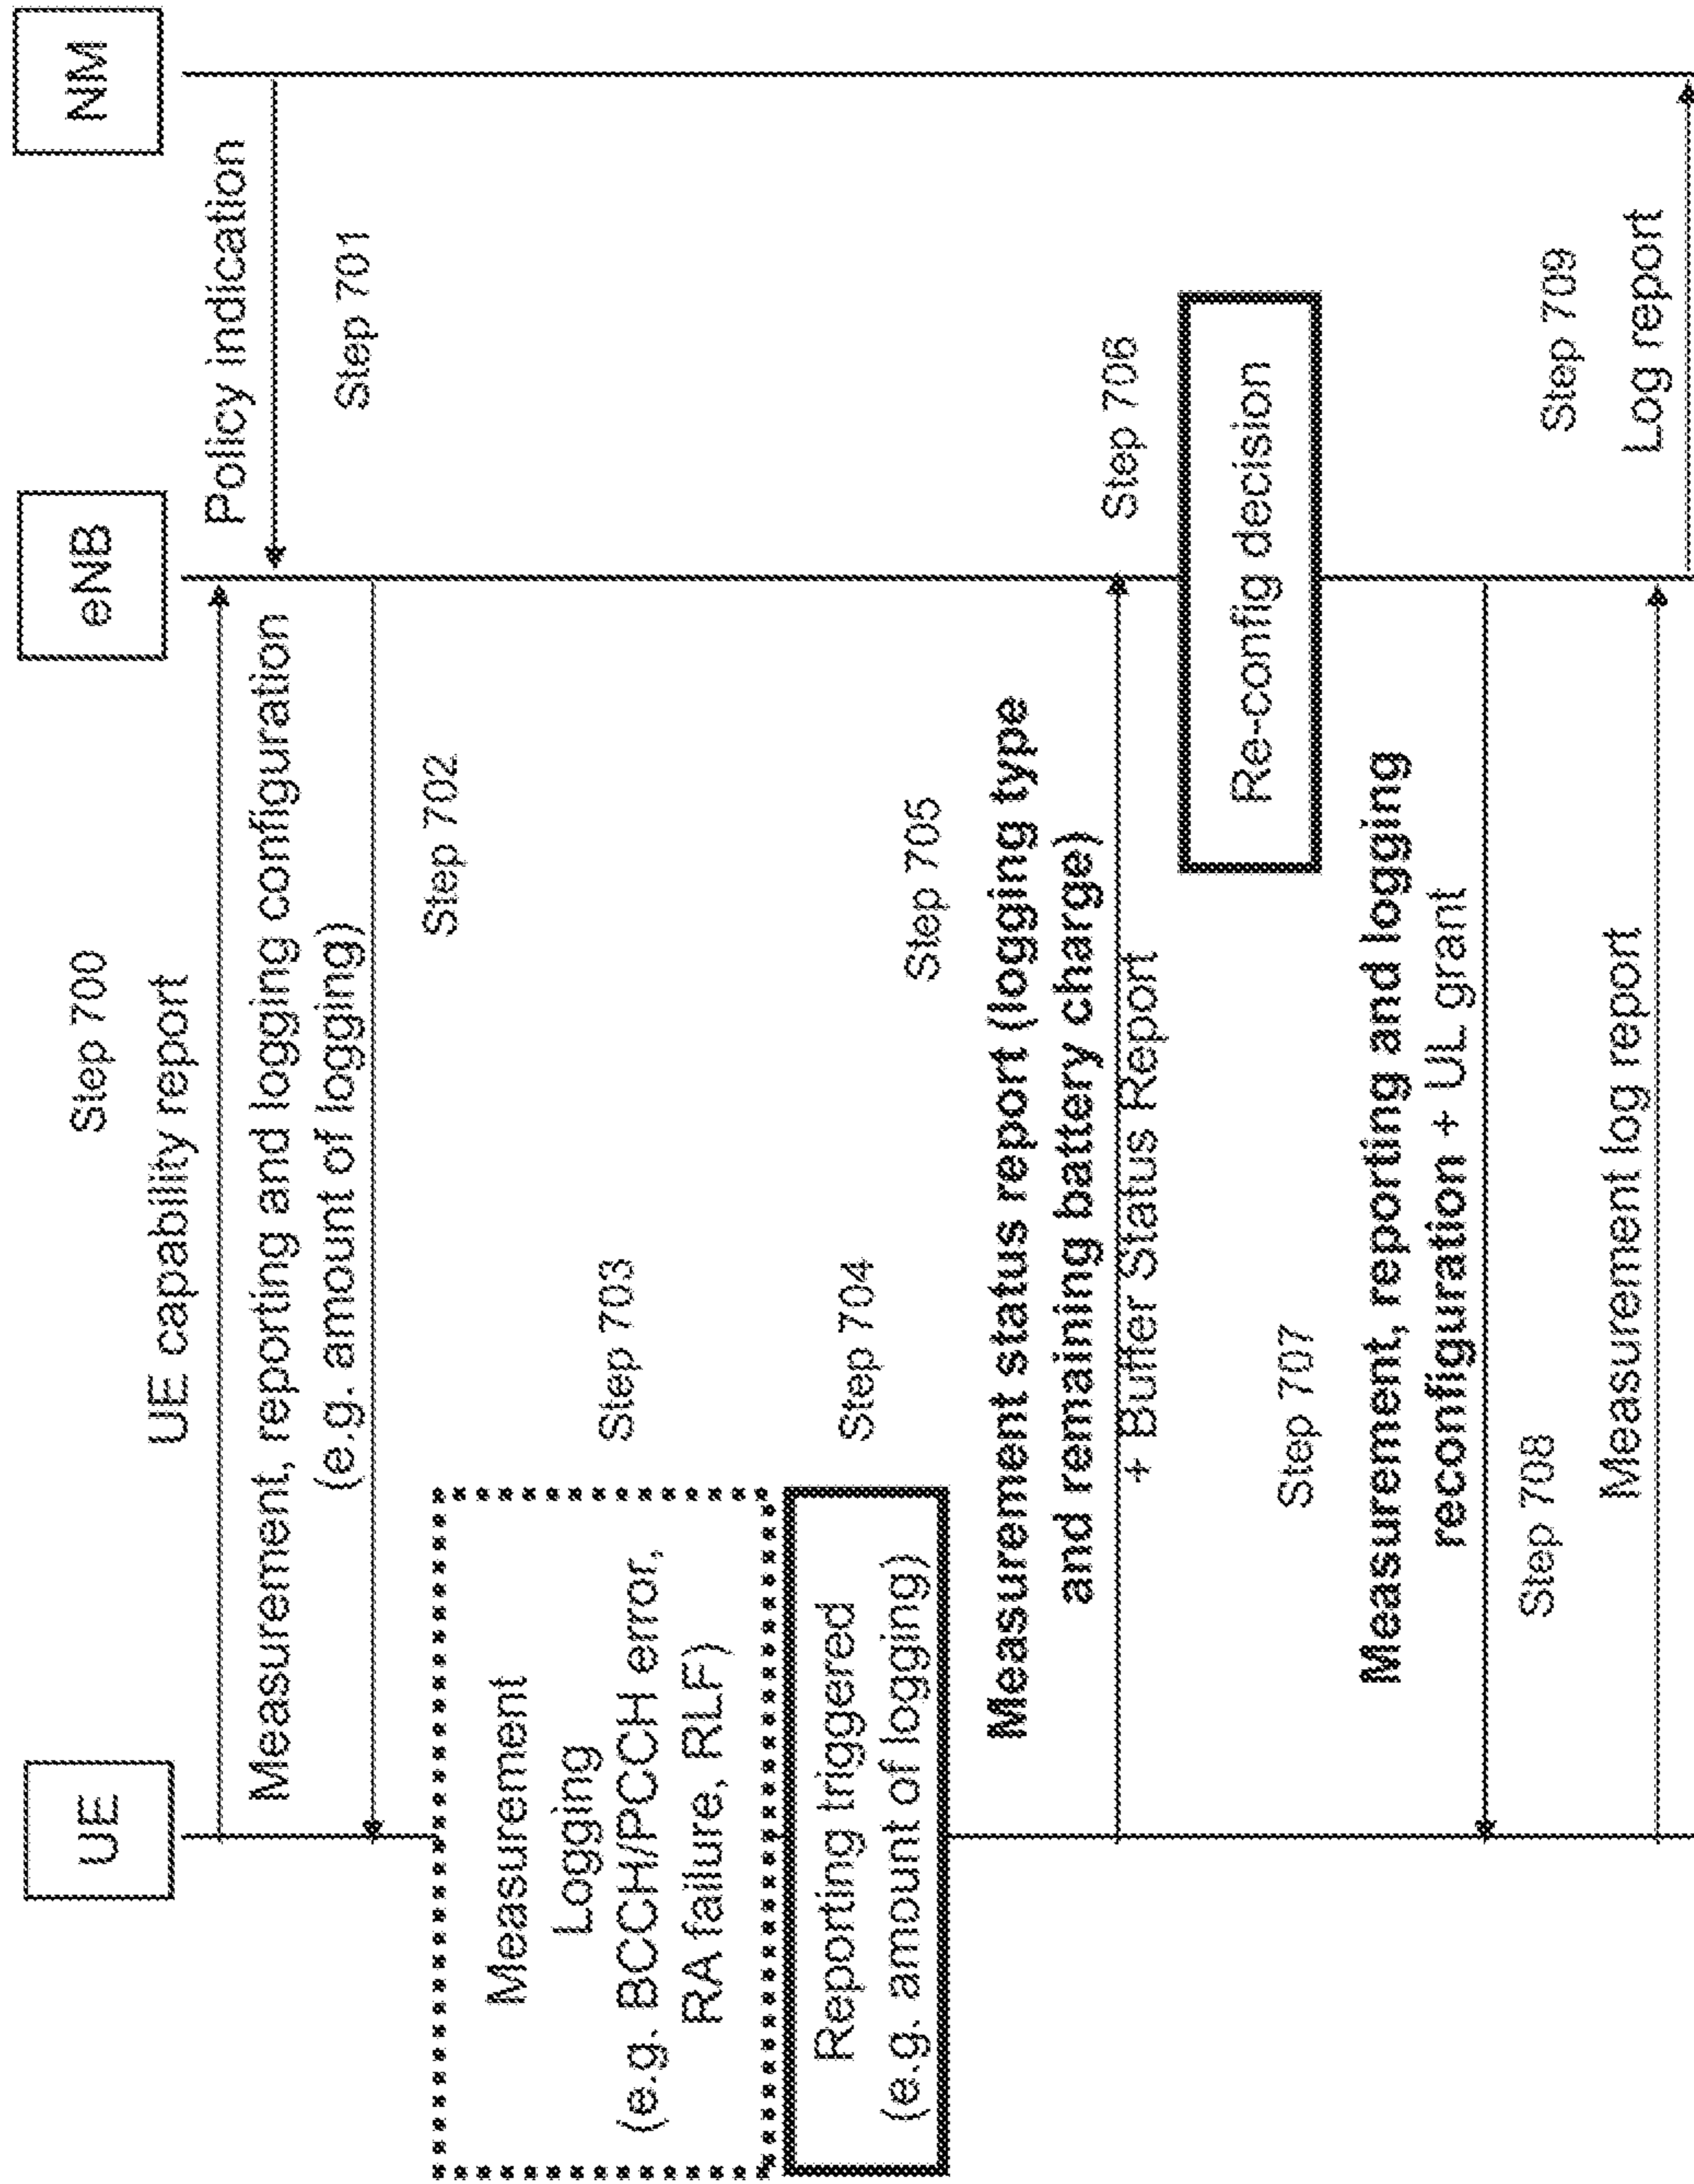 UE
eNB
NM
Step 700
UE capability report
Policy indication
Step 701
Measurement, reporting and logging configuration
(e.g. amount of logging)
Step 702
Measurement
Logging
(e.g. BCCH/PCCH error,
RA failure, RLF)
Step 703
Reporting triggered
(e.g. amount of logging)
Step 704
Step 705
Measurement status report (logging type
and remaining battery charge)
+ Buffer Status Report
Step 706
Re-config decision
Step 707
Measurement, reporting and logging
reconfiguration + UL grant
Step 708
Measurement log report
Step 709
Log report